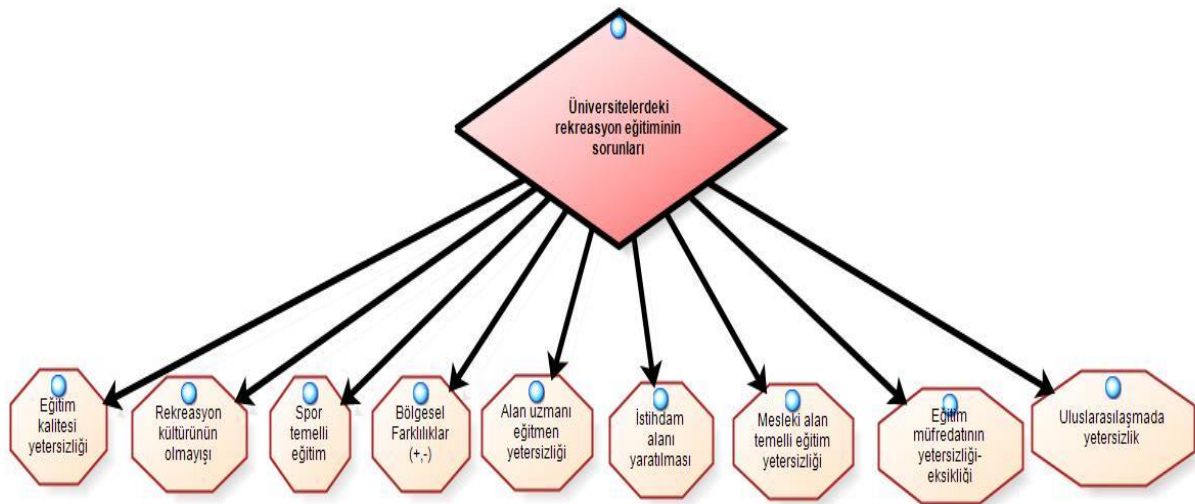 Üniversitelerdeki
rekreasyon eğitiminin
sorunları
Eğitim
kalitesi
yetersizliği
Rekreasyon
kültürünün
olmayışı
Spor
temelli
eğitim
Bölgesel
Farklılıklar
(+,-)
Alan uzmanı
eğitmen
yetersizliği
İstihdam
alanı
yaratılması
Mesleki alan
temelli eğitim
yetersizliği
Eğitim
müfredatının
yetersizliği-
eksikliği
Uluslarasılaşmada
yetersizlik